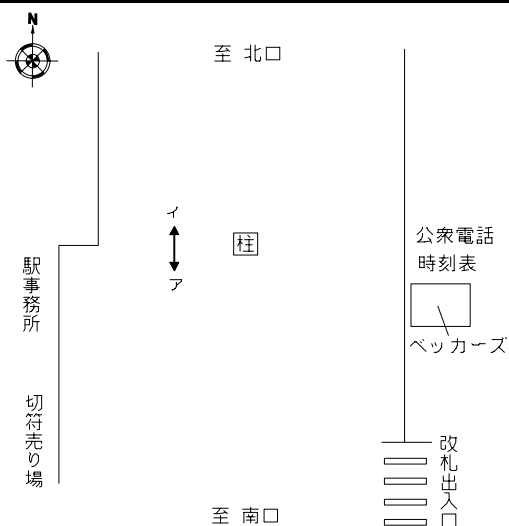 N
至 北口
イ
ア
柱
公衆電話
時刻表
ベッカーズ
駅事務所
切符売り場
改札出入口
至 南口